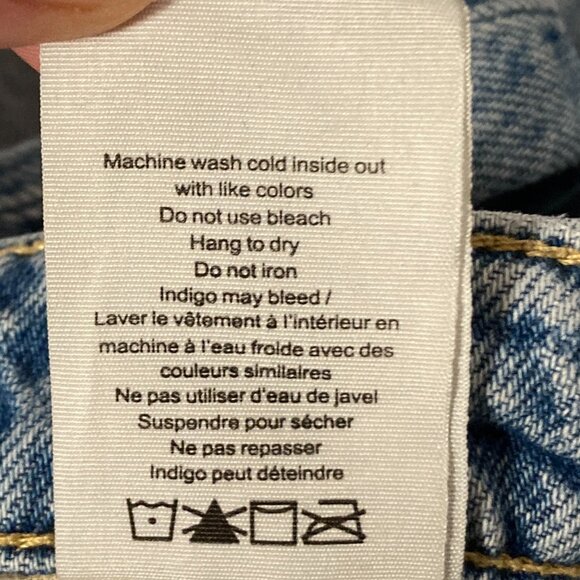 Machine wash cold inside out
with like colors
Do not use bleach
Hang to dry
Do not iron
Indigo may bleed /
Laver le vêtement à l'intérieur en
machine à l'eau froide avec des
couleurs similaires
Ne pas utiliser d'eau de javel
Suspendre pour sécher
Ne pas repasser
Indigo peut déteindre